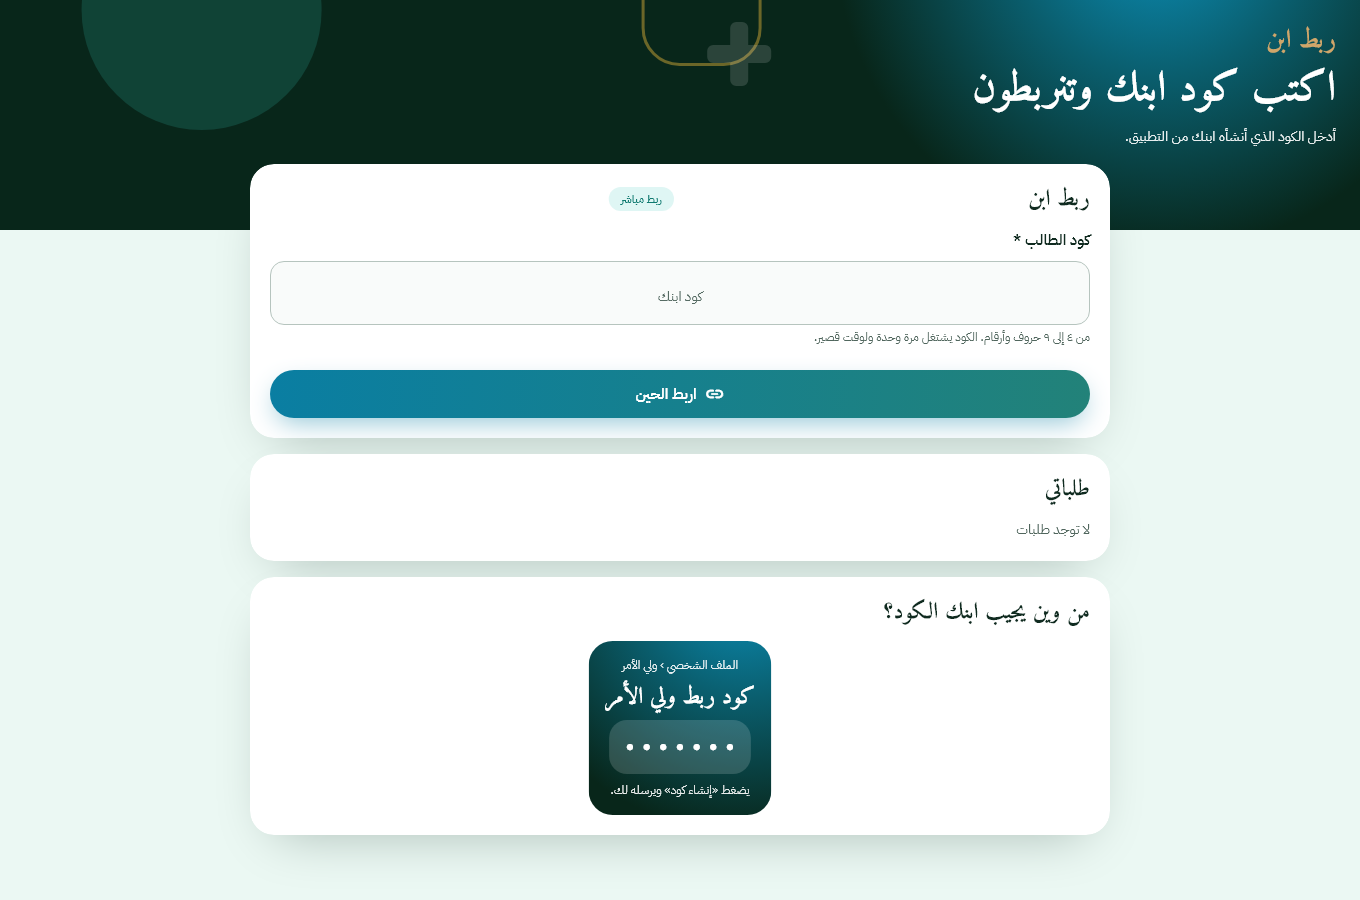 ربط ابن
اكتب كود ابنك وتنربطون
أدخل الكود الذي أنشأه ابنك من التطبيق.
ربط ابن
ربط مباشر
كود الطالب *
كود ابنك
من ٤ إلى ٩ حروف وأرقام. الكود يشتغل مرة وحدة ولوقت قصير.
اربط الحين
طلباتي
لا توجد طلبات
من وين يجيب ابنك الكود؟
الملف الشخصي › ولي الأمر
كود ربط ولي الأمر
• • • • • • •
يضغط «إنشاء كود» ويرسله لك.